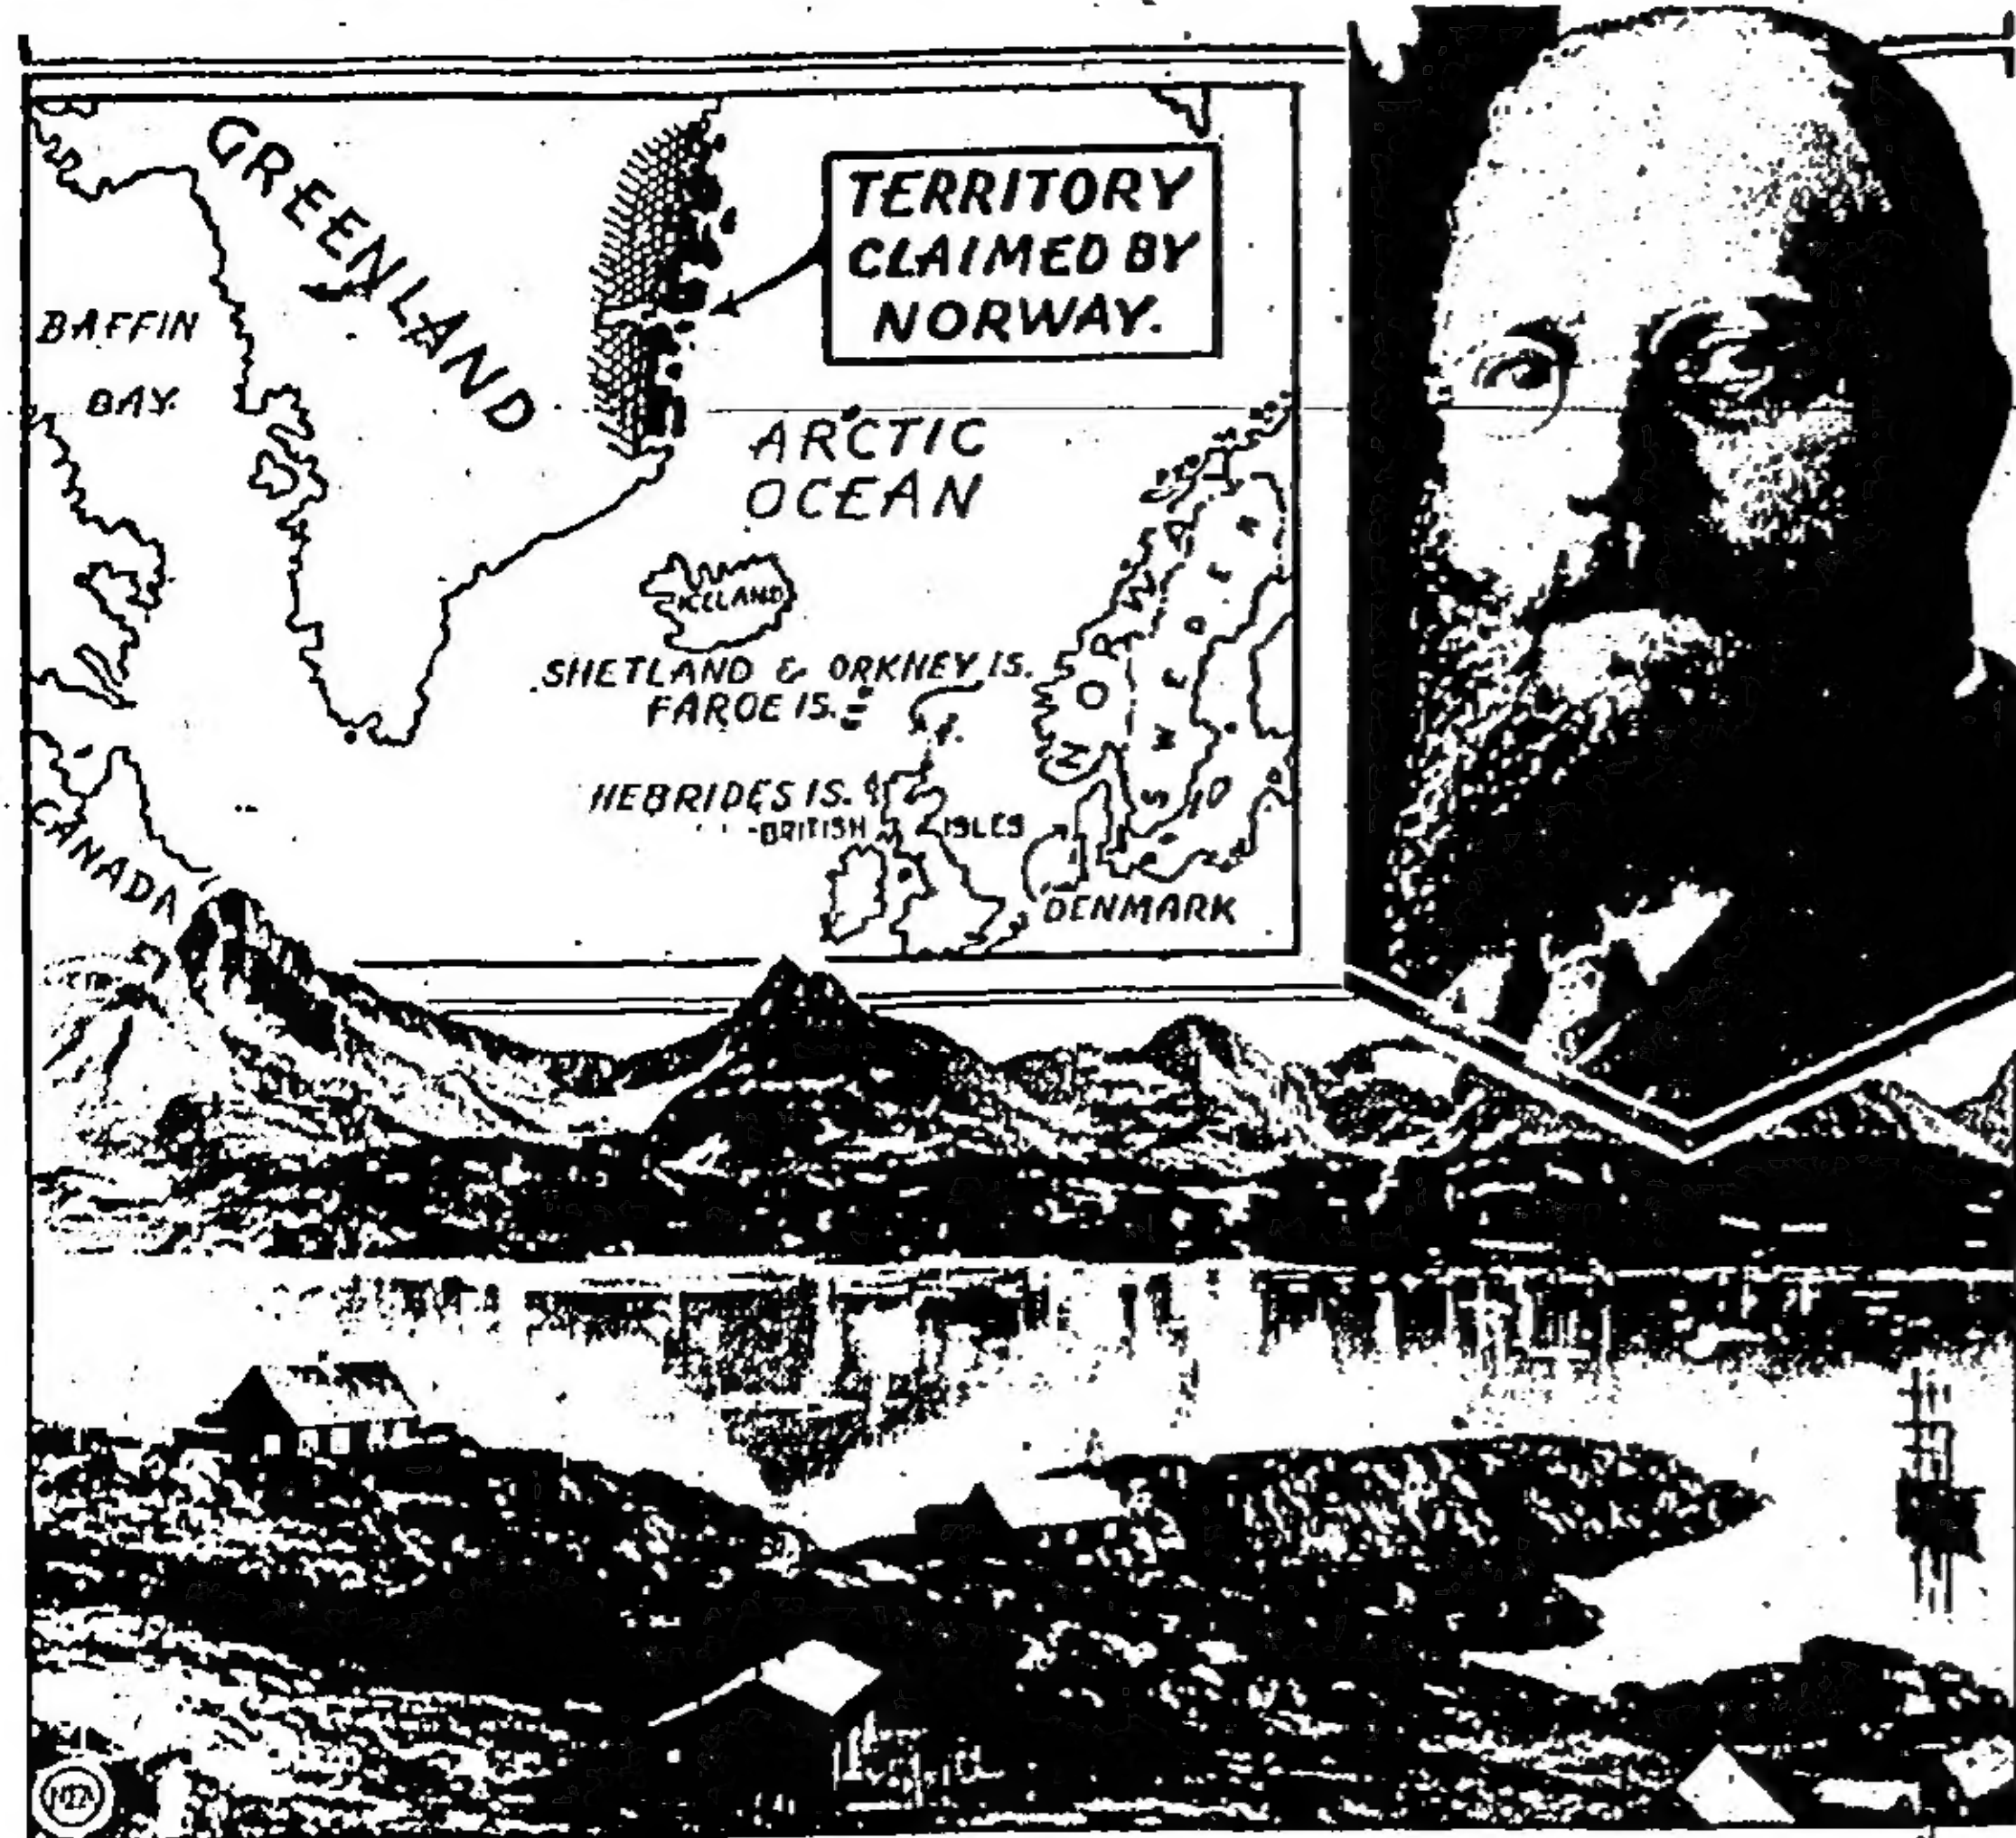 GREENLAND
TERRITORY
CLAIMED BY
NORWAY.
BAFFIN
BAY
ARCTIC
OCEAN
ICELAND
SHETLAND & ORKNEY IS.
FAROE IS.
NORWAY
SWEDEN
HEBRIDES IS.
BRITISH ISLES
CANADA
DENMARK
NEA